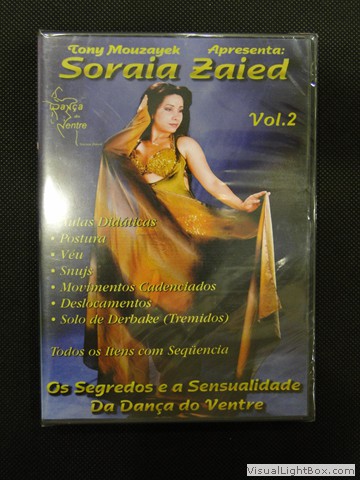 Tony Mouzayek Apresenta:
Soraia Zaied
Dança
do
Ventre
Vol.2
Aulas Didáticas
• Postura
• Véu
• Snujs
• Movimentos Cadenciados
• Deslocamentos
• Solo de Derbake (Tremidos)
Todos os Itens com Seqüencia
Os Segredos e a Sensualidade
Da Dança do Ventre
VisualLightBox.com